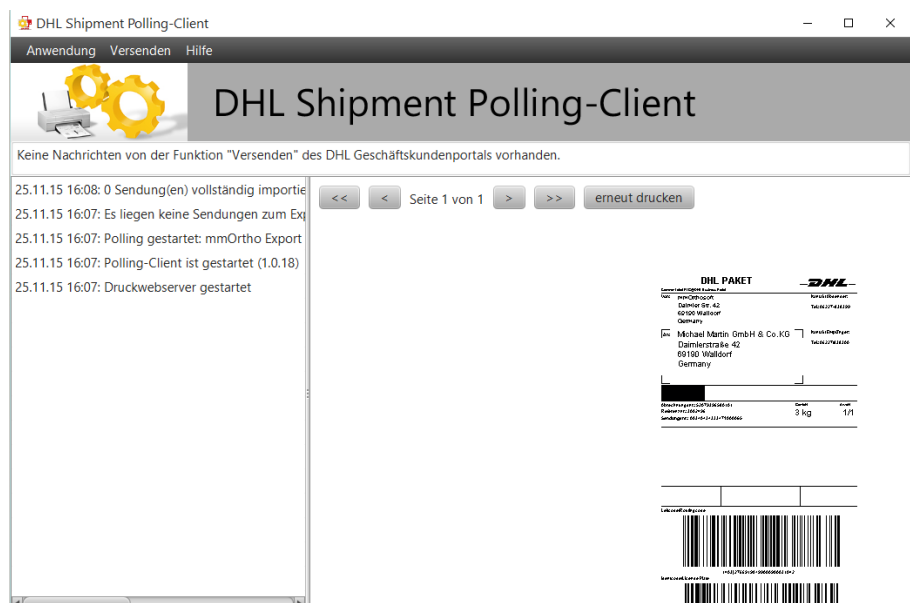 DHL Shipment Polling-Client
Anwendung Versenden Hilfe
DHL Shipment Polling-Client
Keine Nachrichten von der Funktion "Versenden" des DHL Geschäftskundenportals vorhanden.
25.11.15 16:08: 0 Sendung(en) vollständig importie
25.11.15 16:07: Es liegen keine Sendungen zum Exp
25.11.15 16:07: Polling gestartet: mmOrtho Export
25.11.15 16:07: Polling-Client ist gestartet (1.0.18)
25.11.15 16:07: Druckwebserver gestartet
<< < Seite 1 von 1 > >> erneut drucken
DHL PAKET DHL
mmOrthosoft
Daimler Str. 42
69190 Walldorf
Germany
Michael Martin GmbH & Co.KG
Daimlerstraße 42
69190 Walldorf
Germany
3 kg 1/1